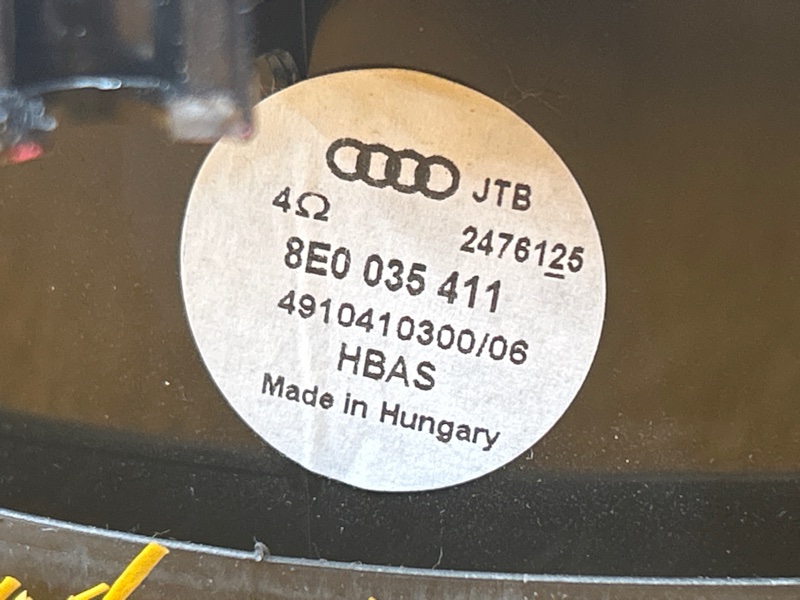 JTB
4Ω 2476125
8E0 035 411
4910410300/06
HBAS
Made in Hungary